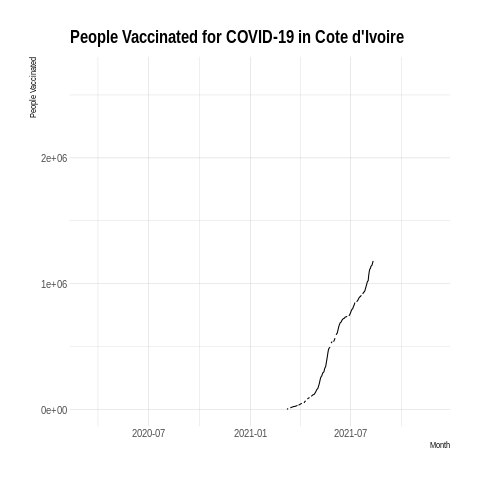 People Vaccinated for COVID-19 in Cote d'Ivoire
People Vaccinated
2e+06
1e+06
0e+00
2020-07 2021-01 2021-07
Month